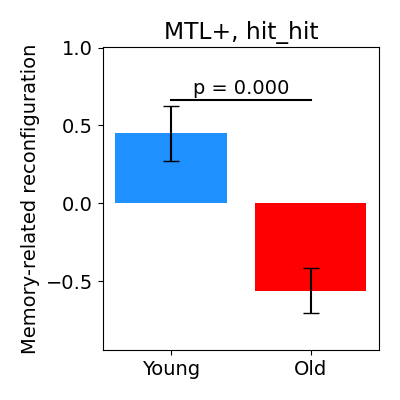 MTL+, hit_hit
Memory-related reconfiguration
1.0
0.5
0.0
−0.5
p = 0.000
Young
Old